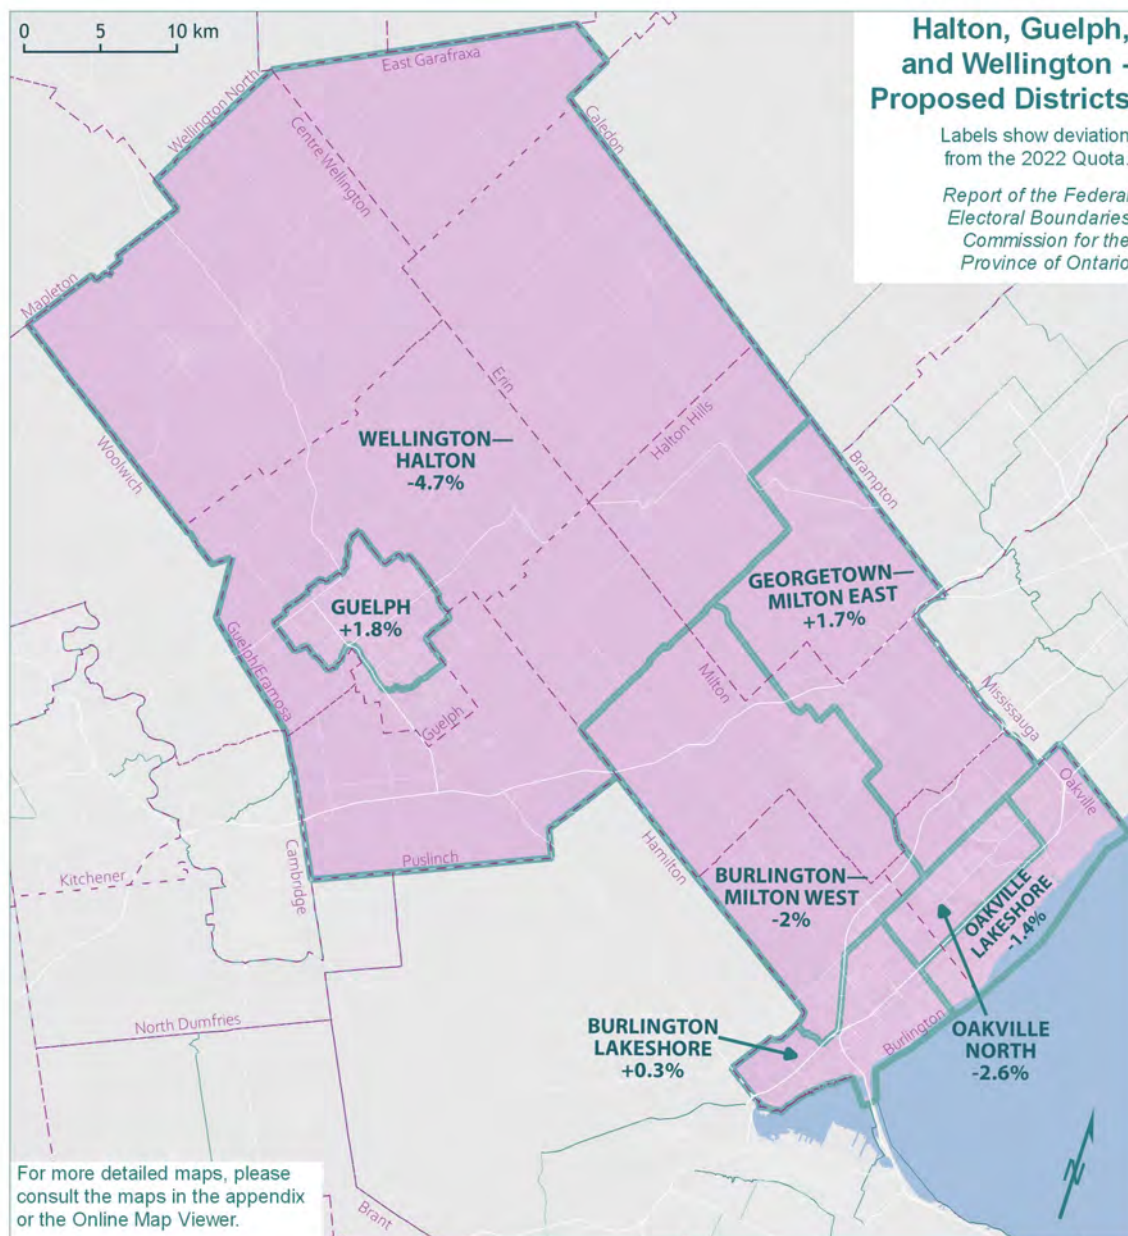 0 5 10 km
Halton, Guelph,
and Wellington -
Proposed Districts
Labels show deviation
from the 2022 Quota.
Report of the Federal
Electoral Boundaries
Commission for the
Province of Ontario
East Garafraxa
Wellington North
Centre Wellington
Caledon
Mapleton
Erin
Halton Hills
Woolwich
Brampton
WELLINGTON—
HALTON
-4.7%
GEORGETOWN—
MILTON EAST
+1.7%
GUELPH
+1.8%
Guelph/Eramosa
Guelph
Milton
Mississauga
Oakville
Hamilton
Puslinch
Cambridge
Kitchener
BURLINGTON—
MILTON WEST
-2%
OAKVILLE
LAKESHORE
-1.4%
North Dumfries
BURLINGTON
LAKESHORE
+0.3%
Burlington
OAKVILLE
NORTH
-2.6%
For more detailed maps, please
consult the maps in the appendix
or the Online Map Viewer.
Brant
N